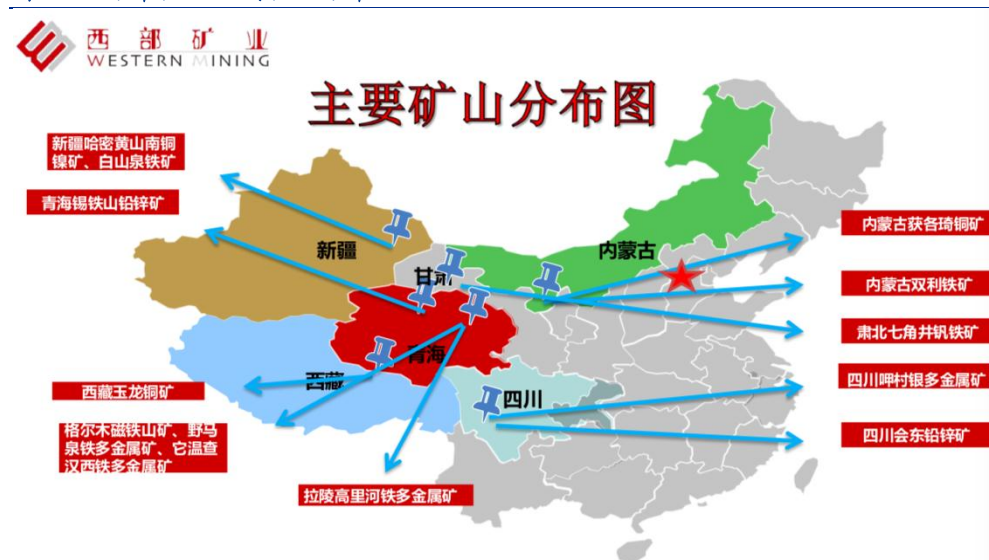 西部矿业
WESTERN MINING
主要矿山分布图
新疆哈密黄山南铜
镍矿、白山泉铁矿
青海锡铁山铅锌矿
新疆
甘肃
内蒙古
青海
西藏
四川
内蒙古获各琦铜矿
内蒙古双利铁矿
肃北七角井钒铁矿
四川呷村银多金属矿
四川会东铅锌矿
西藏玉龙铜矿
格尔木磁铁山矿、野马
泉铁多金属矿、它温查
汉西铁多金属矿
拉陵高里河铁多金属矿